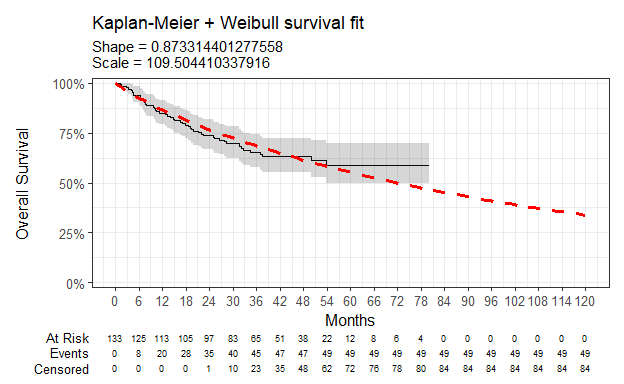 Kaplan-Meier + Weibull survival fit
Shape = 0.873314401277558
Scale = 109.504410337916
100%
75%
50%
25%
0%
Overall Survival
0 6 12 18 24 30 36 42 48 54 60 66 72 78 84 90 96 102 108 114 120
Months
At Risk 133 125 113 105 97 83 65 51 38 22 12 8 6 4 0 0 0 0 0 0 0
Events 0 8 20 28 35 40 45 47 47 49 49 49 49 49 49 49 49 49 49 49 49
Censored 0 0 0 0 1 10 23 35 48 62 72 76 78 80 84 84 84 84 84 84 84